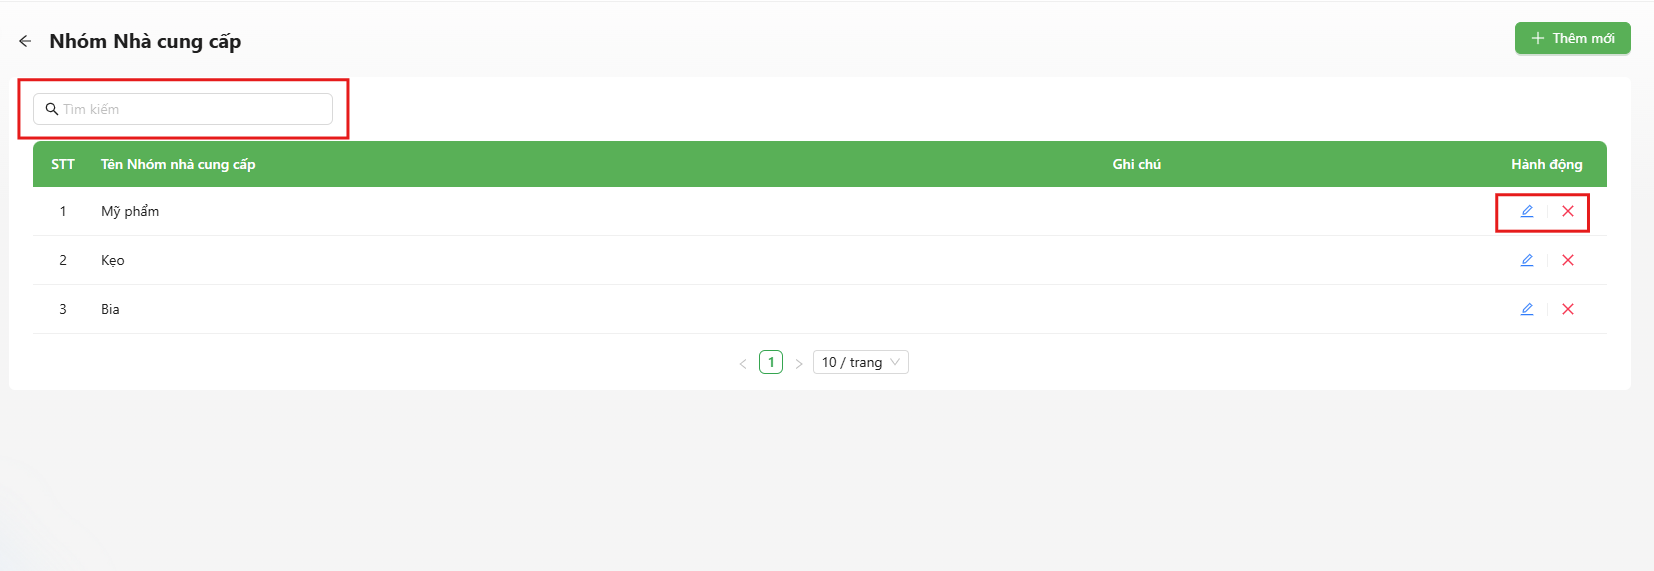 Nhóm Nhà cung cấp
Thêm mới
Tìm kiếm
STT Tên Nhóm nhà cung cấp Ghi chú Hành động
1 Mỹ phẩm
2 Kẹo
3 Bia
1 10 / trang